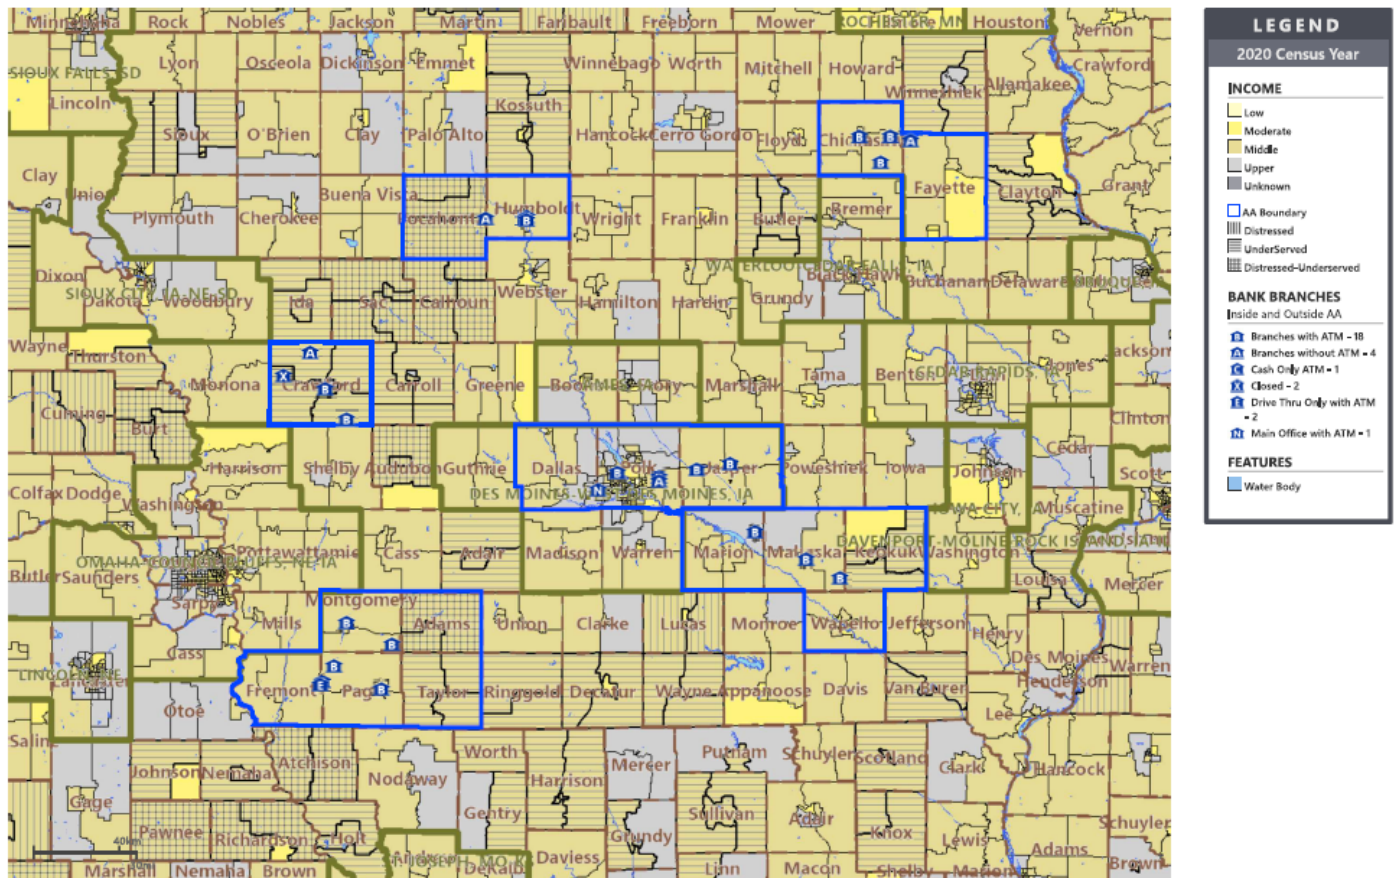 Minnehaha Rock Nobles Jackson Martin Faribault Freeborn Mower ROCHESTER, MN Houston
Vernon
SIOUX FALLS, SD Lyon Osceola Dickinson Emmet Winnebago Worth Mitchell Howard Winneshiek Allamakee Crawford
Lincoln Kossuth
Sioux O'Brien Clay Palo Alto Hancock Cerro Gordo Floyd Chickasaw
Clay Union Buena Vista Pocahontas Humboldt Wright Franklin Butler Bremer Fayette Clayton Grant
Plymouth Cherokee
Dixon SIOUX CITY, IA-NE-SD WATERLOO-CEDAR FALLS, IA
Dakota Woodbury Ida Sac Calhoun Webster Hamilton Hardin Grundy Black Hawk Buchanan Delaware
Wayne Thurston Jackson
Monona Crawford Carroll Greene Boone AMES, IA Story Marshall Tama Benton CEDAR RAPIDS, IA Linn Jones
Cuming Burt Clinton
Harrison Shelby Audubon Guthrie Dallas Polk Jasper Poweshiek Iowa Johnson Cedar Scott
Colfax Dodge Washington DES MOINES-WEST DES MOINES, IA IOWA CITY, IA Muscatine
OMAHA-COUNCIL BLUFFS, NE-IA DAVENPORT-MOLINE-ROCK ISLAND, IA-IL
Pottawattamie Cass Adair Madison Warren Marion Mahaska Keokuk Washington
Butler Saunders Sarpy Louisa Mercer
Mills Montgomery Adams Union Clarke Lucas Monroe Wapello Jefferson Henry
LINCOLN, NE Lancaster Cass Des Moines Warren
Otoe Fremont Page Taylor Ringgold Decatur Wayne Appanoose Davis Van Buren Lee Henderson
Saline
Johnson Nemaha Atchison Nodaway Worth Harrison Mercer Putnam Schuyler Scotland Clark Hancock
Gage Gentry Sullivan Adair Schuyler
Pawnee Richardson Holt Grundy Knox Lewis Adams
ST. JOSEPH, MO-KS Daviess Brown
Marshall Nemaha Brown DeKalb Linn Macon Shelby Marion
40km
LEGEND
2020 Census Year
INCOME
Low
Moderate
Middle
Upper
Unknown
AA Boundary
Distressed
UnderServed
Distressed-Underserved
BANK BRANCHES
Inside and Outside AA
B Branches with ATM - 18
A Branches without ATM - 4
C Cash Only ATM - 1
X Closed - 2
E Drive Thru Only with ATM
- 2
N Main Office with ATM - 1
FEATURES
Water Body